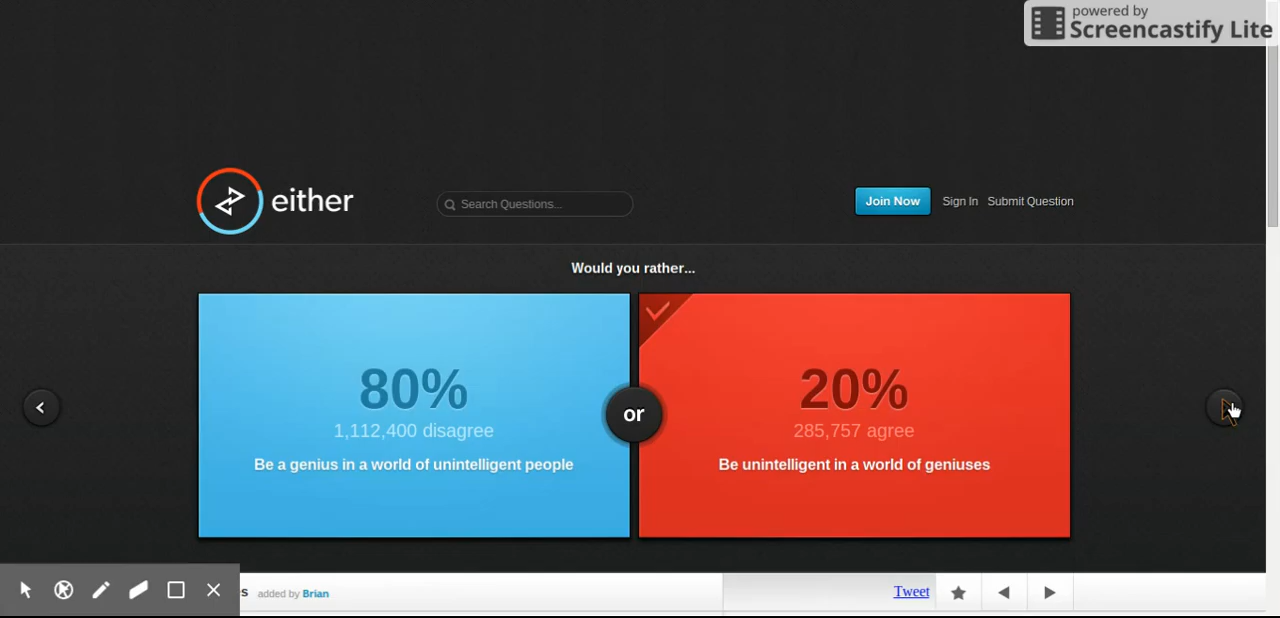 powered by
Screencastify Lite
either
Search Questions...
Join Now
Sign In
Submit Question
Would you rather...
80%
1,112,400 disagree
Be a genius in a world of unintelligent people
or
20%
285,757 agree
Be unintelligent in a world of geniuses
s added by Brian
Tweet